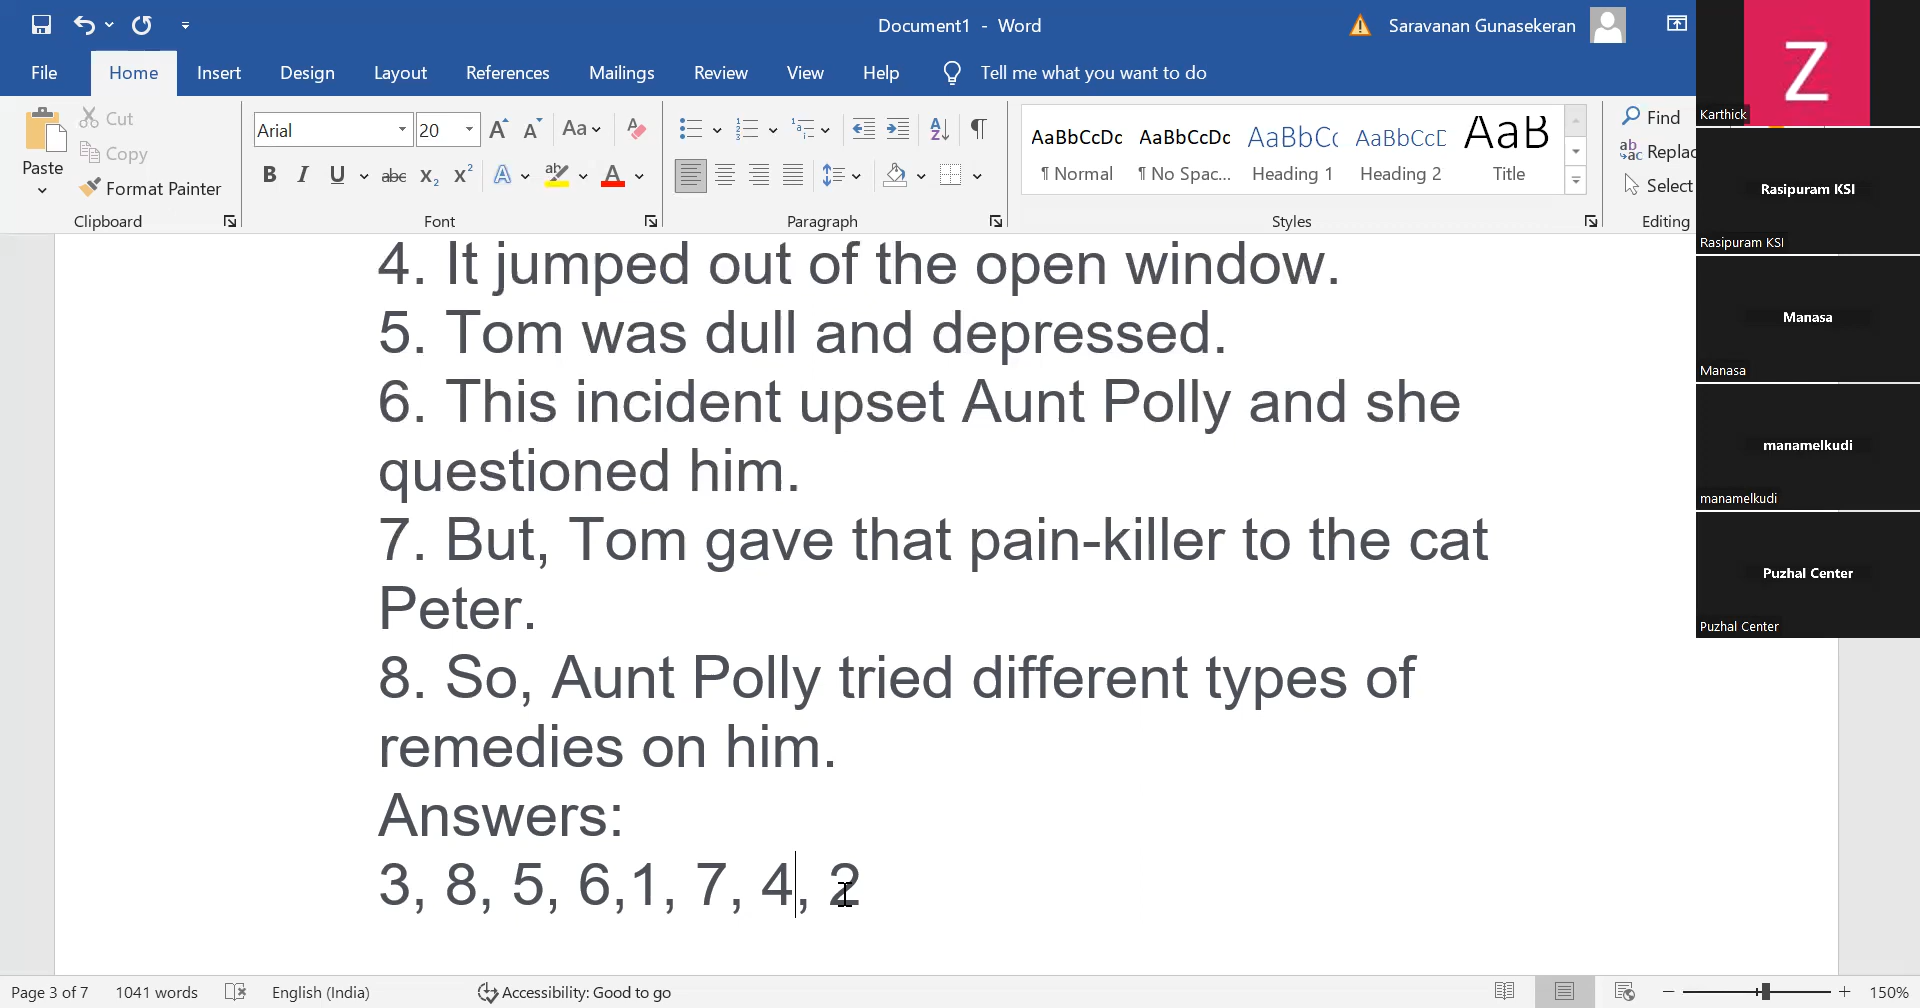 Document1 - Word
Saravanan Gunasekeran
File Home Insert Design Layout References Mailings Review View Help Tell me what you want to do
Paste
Cut
Copy
Format Painter
Clipboard
Arial 20
Font
Paragraph
AaBbCcDc AaBbCcDc AaBbCc AaBbCcD AaB
¶ Normal ¶ No Spac... Heading 1 Heading 2 Title
Styles
Find
Replac
Select
Editing
Z
Karthick
Rasipuram KSI
Rasipuram KSI
Manasa
Manasa
manamelkudi
manamelkudi
Puzhal Center
Puzhal Center
4. It jumped out of the open window.
5. Tom was dull and depressed.
6. This incident upset Aunt Polly and she
questioned him.
7. But, Tom gave that pain-killer to the cat
Peter.
8. So, Aunt Polly tried different types of
remedies on him.
Answers:
3, 8, 5, 6,1, 7, 4, 2
Page 3 of 7 1041 words English (India) Accessibility: Good to go 150%